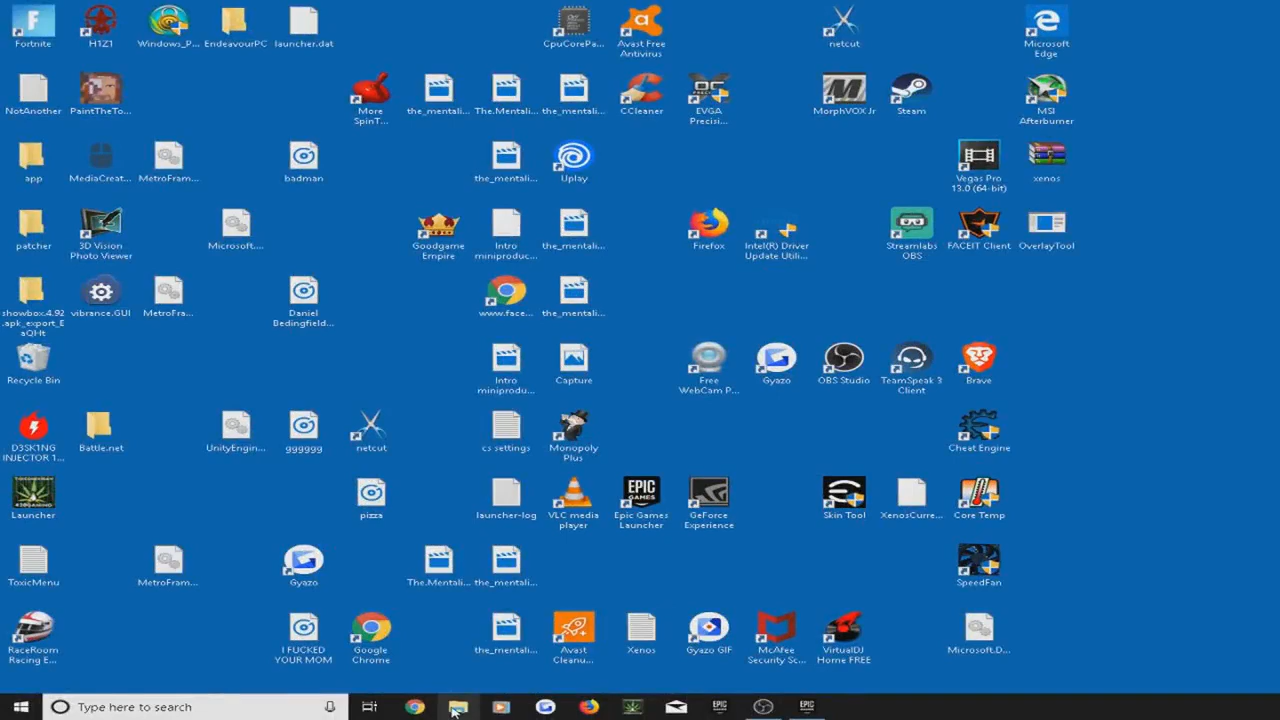 Fortnite
H1Z1
Windows_P...
EndeavourPC
launcher.dat
CpuCorePa...
Avast Free
Antivirus
netcut
Microsoft
Edge
NotAnother
PaintTheTo...
More
SpinT...
the_mentali...
The.Mentali...
the_mentali...
CCleaner
EVGA
Precisi...
MorphVOX Jr
Steam
MSI
Afterburner
app
MediaCreat...
MetroFram...
badman
the_mentali...
Uplay
Vegas Pro
13.0 (64-bit)
xenos
patcher
3D Vision
Photo Viewer
Microsoft....
Goodgame
Empire
Intro
miniproduc...
the_mentali...
Firefox
Intel(R) Driver
Update Utili...
Streamlabs
OBS
FACEIT Client
OverlayTool
showbox.4.92
.apk_export_E
aQHt
vibrance.GUI
MetroFra...
Daniel
Bedingfield...
www.face...
the_mentali...
Recycle Bin
Intro
miniprodu...
Capture
Free
WebCam P...
Gyazo
OBS Studio
TeamSpeak 3
Client
Brave
D3SK1NG
INJECTOR 1...
Battle.net
UnityEngin...
gggggg
netcut
cs settings
Monopoly
Plus
Cheat Engine
Launcher
pizza
launcher-log
VLC media
player
EPIC
GAMES
Epic Games
Launcher
GeForce
Experience
Skin Tool
XenosCurre...
Core Temp
ToxicMenu
MetroFram...
Gyazo
The.Mentali...
the_mentali...
SpeedFan
RaceRoom
Racing E...
I FUCKED
YOUR MOM
Google
Chrome
the_mentali...
Avast
Cleanu...
Xenos
Gyazo GIF
McAfee
Security Sc...
VirtualDJ
Home FREE
Microsoft.D...
Type here to search
EPIC
EPIC